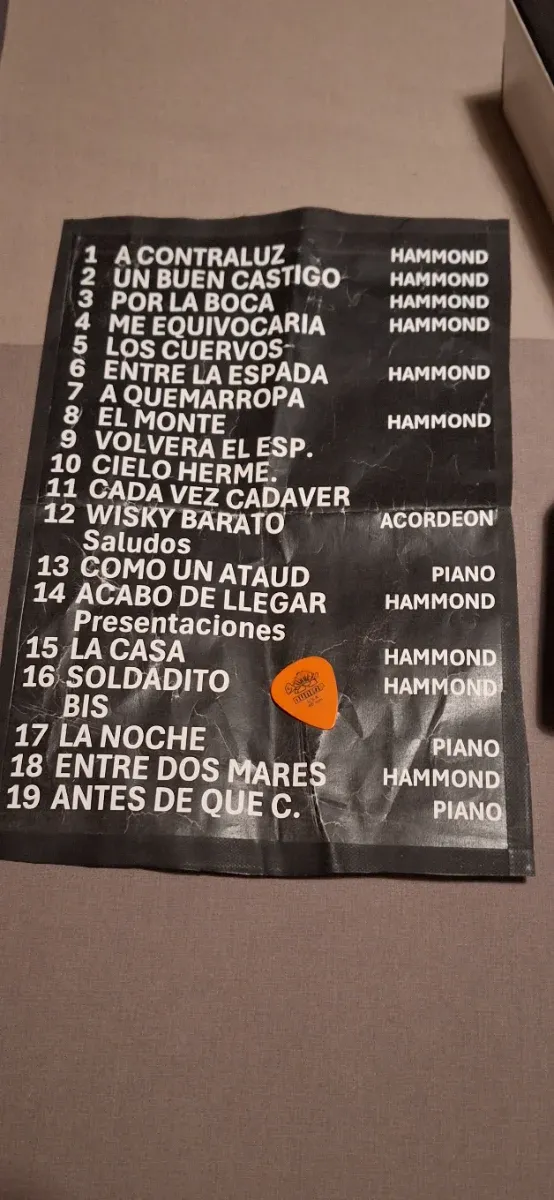 1 A CONTRALUZ HAMMOND
2 UN BUEN CASTIGO HAMMOND
3 POR LA BOCA HAMMOND
4 ME EQUIVOCARIA HAMMOND
5 LOS CUERVOS
6 ENTRE LA ESPADA HAMMOND
7 A QUEMARROPA
8 EL MONTE HAMMOND
9 VOLVERA EL ESP.
10 CIELO HERME.
11 CADA VEZ CADAVER
12 WISKY BARATO ACORDEON
Saludos
13 COMO UN ATAUD PIANO
14 ACABO DE LLEGAR HAMMOND
Presentaciones
15 LA CASA HAMMOND
16 SOLDADITO HAMMOND
BIS
17 LA NOCHE PIANO
18 ENTRE DOS MARES HAMMOND
19 ANTES DE QUE C. PIANO